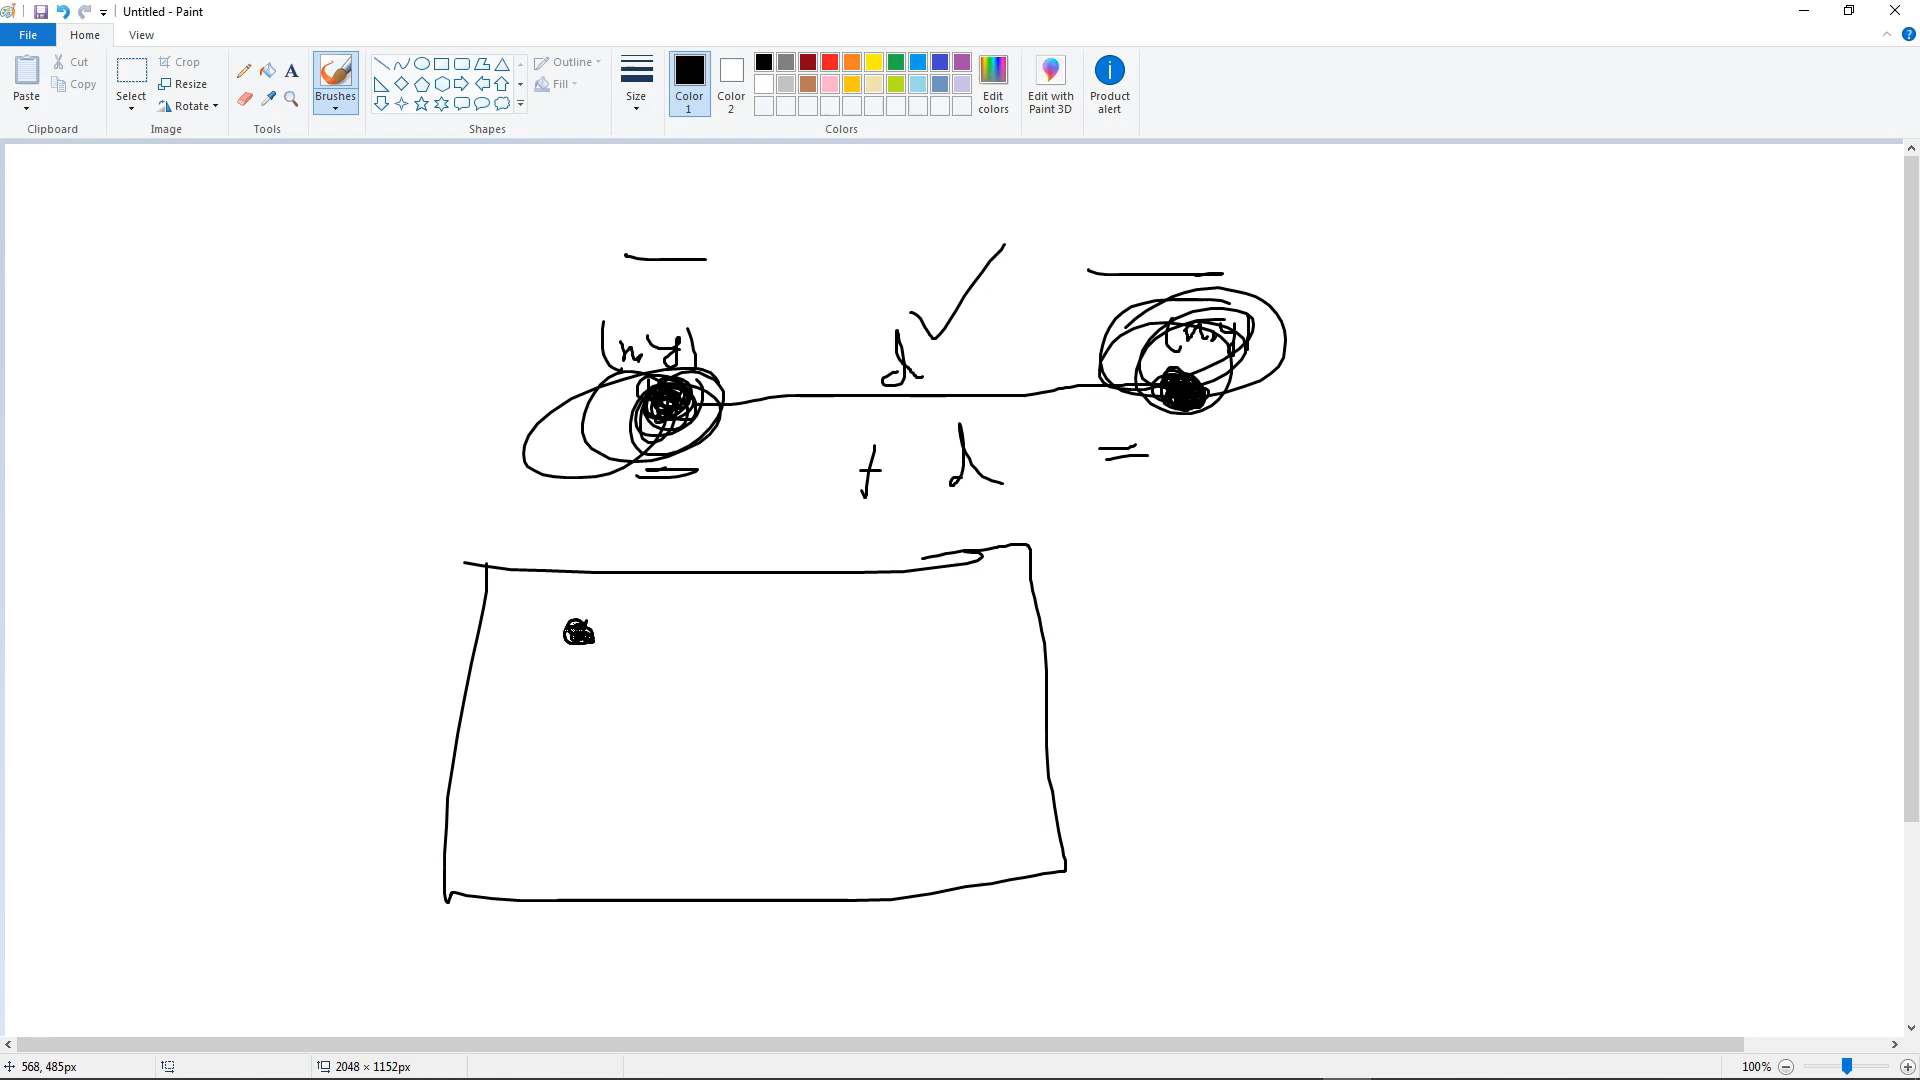 Untitled - Paint
File Home View
Paste
Cut
Copy
Clipboard
Select
Crop
Resize
Rotate
Image
A
Tools
Brushes
Shapes
Outline
Fill
Size
Color 1
Color 2
Edit colors
Colors
Edit with Paint 3D
Product alert
d
(x, y)
(x, y)
+ d =
568, 485px
2048 × 1152px
100%